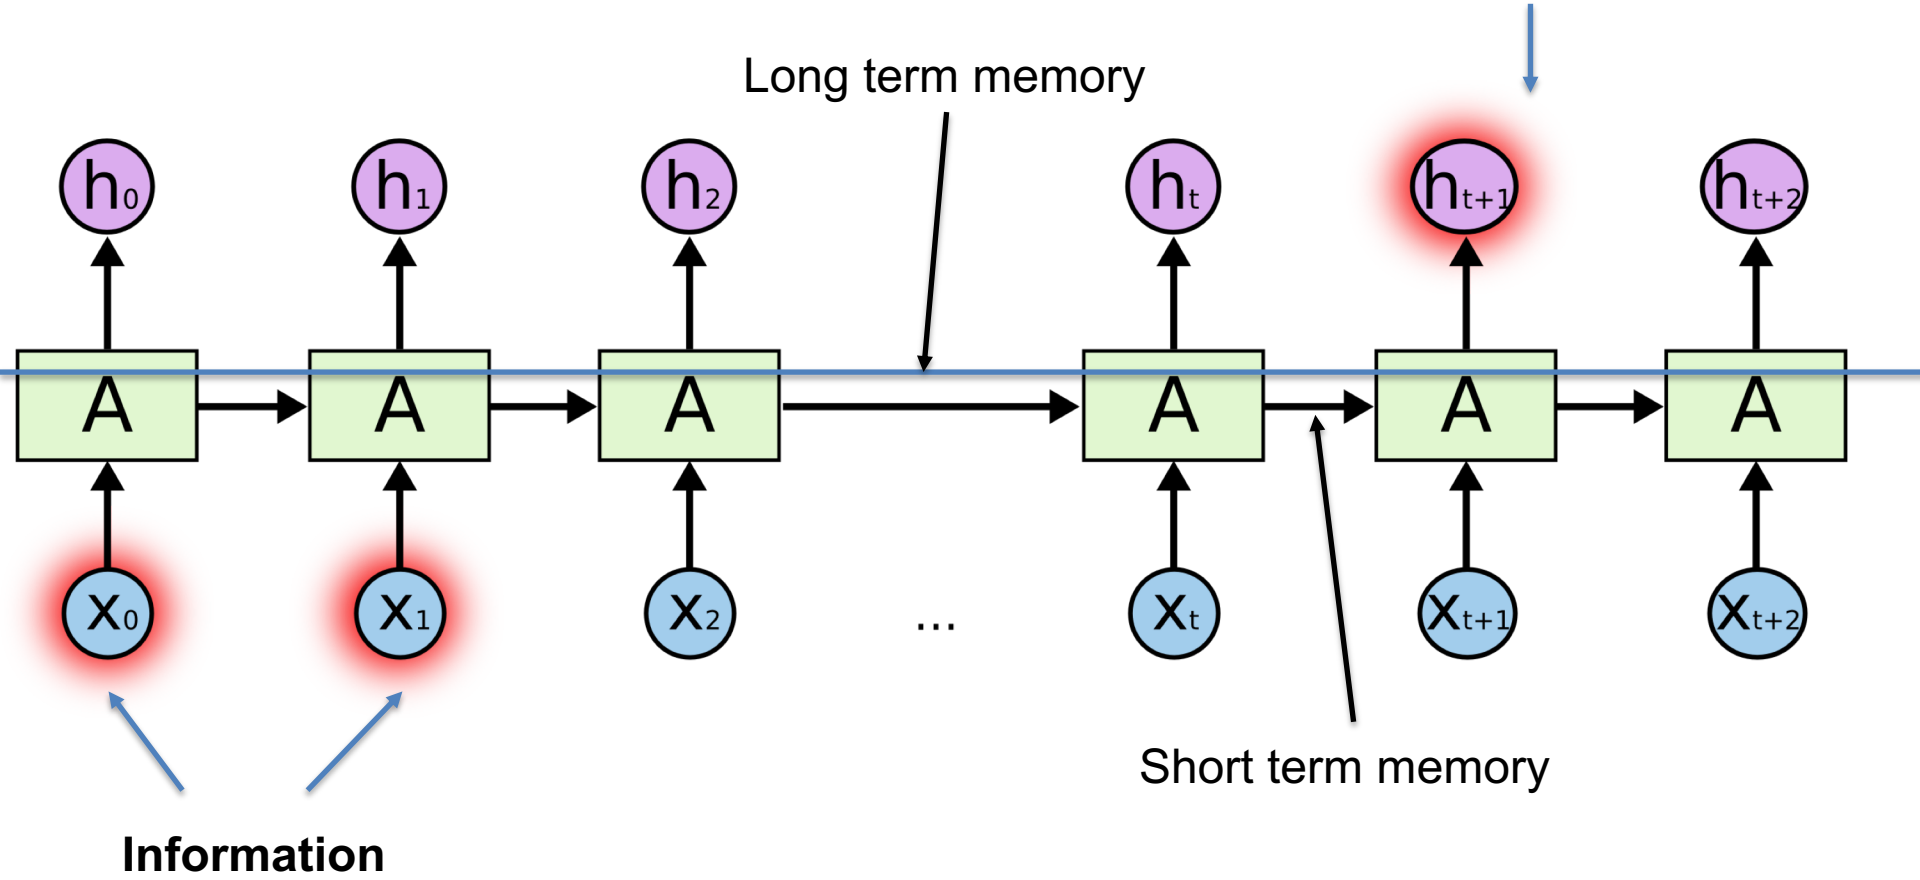 Long term memory
h0 h1 h2 ht ht+1 ht+2
A A A A A A
x0 x1 x2 ... xt xt+1 xt+2
Short term memory
Information